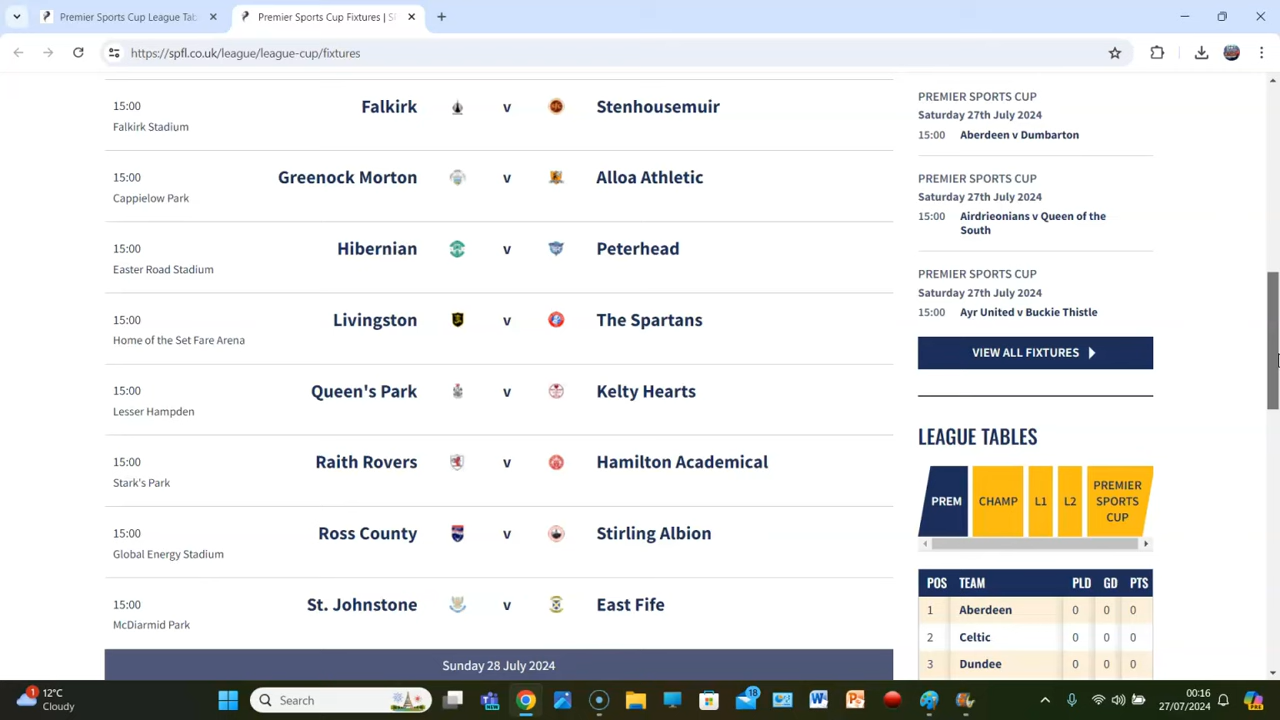 Premier Sports Cup League Tab
Premier Sports Cup Fixtures | S
https://spfl.co.uk/league/league-cup/fixtures
15:00 Falkirk v Stenhousemuir
Falkirk Stadium
15:00 Greenock Morton v Alloa Athletic
Cappielow Park
15:00 Hibernian v Peterhead
Easter Road Stadium
15:00 Livingston v The Spartans
Home of the Set Fare Arena
15:00 Queen's Park v Kelty Hearts
Lesser Hampden
15:00 Raith Rovers v Hamilton Academical
Stark's Park
15:00 Ross County v Stirling Albion
Global Energy Stadium
15:00 St. Johnstone v East Fife
McDiarmid Park
Sunday 28 July 2024
PREMIER SPORTS CUP
Saturday 27th July 2024
15:00 Aberdeen v Dumbarton
PREMIER SPORTS CUP
Saturday 27th July 2024
15:00 Airdrieonians v Queen of the
South
PREMIER SPORTS CUP
Saturday 27th July 2024
15:00 Ayr United v Buckie Thistle
VIEW ALL FIXTURES
LEAGUE TABLES
PREM CHAMP L1 L2 PREMIER
SPORTS
CUP
POS TEAM PLD GD PTS
1 Aberdeen 0 0 0
2 Celtic 0 0 0
3 Dundee 0 0 0
1
12°C
Cloudy
Search
18
00:16
27/07/2024